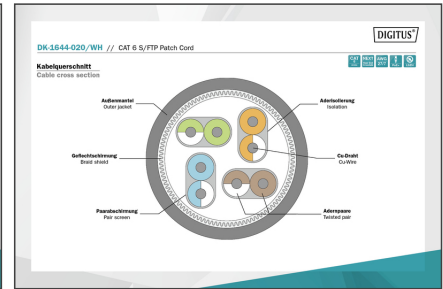 DIGITUS®
DK-1644-020/WH // CAT 6 S/FTP Patch Cord
Kabelquerschnitt
Cable cross section
Außenmantel
Outer jacket
Aderisolierung
Isolation
Geflechtschirmung
Braid shield
Cu-Draht
Cu-Wire
Paarabschirmung
Pair screen
Adernpaare
Twisted pair